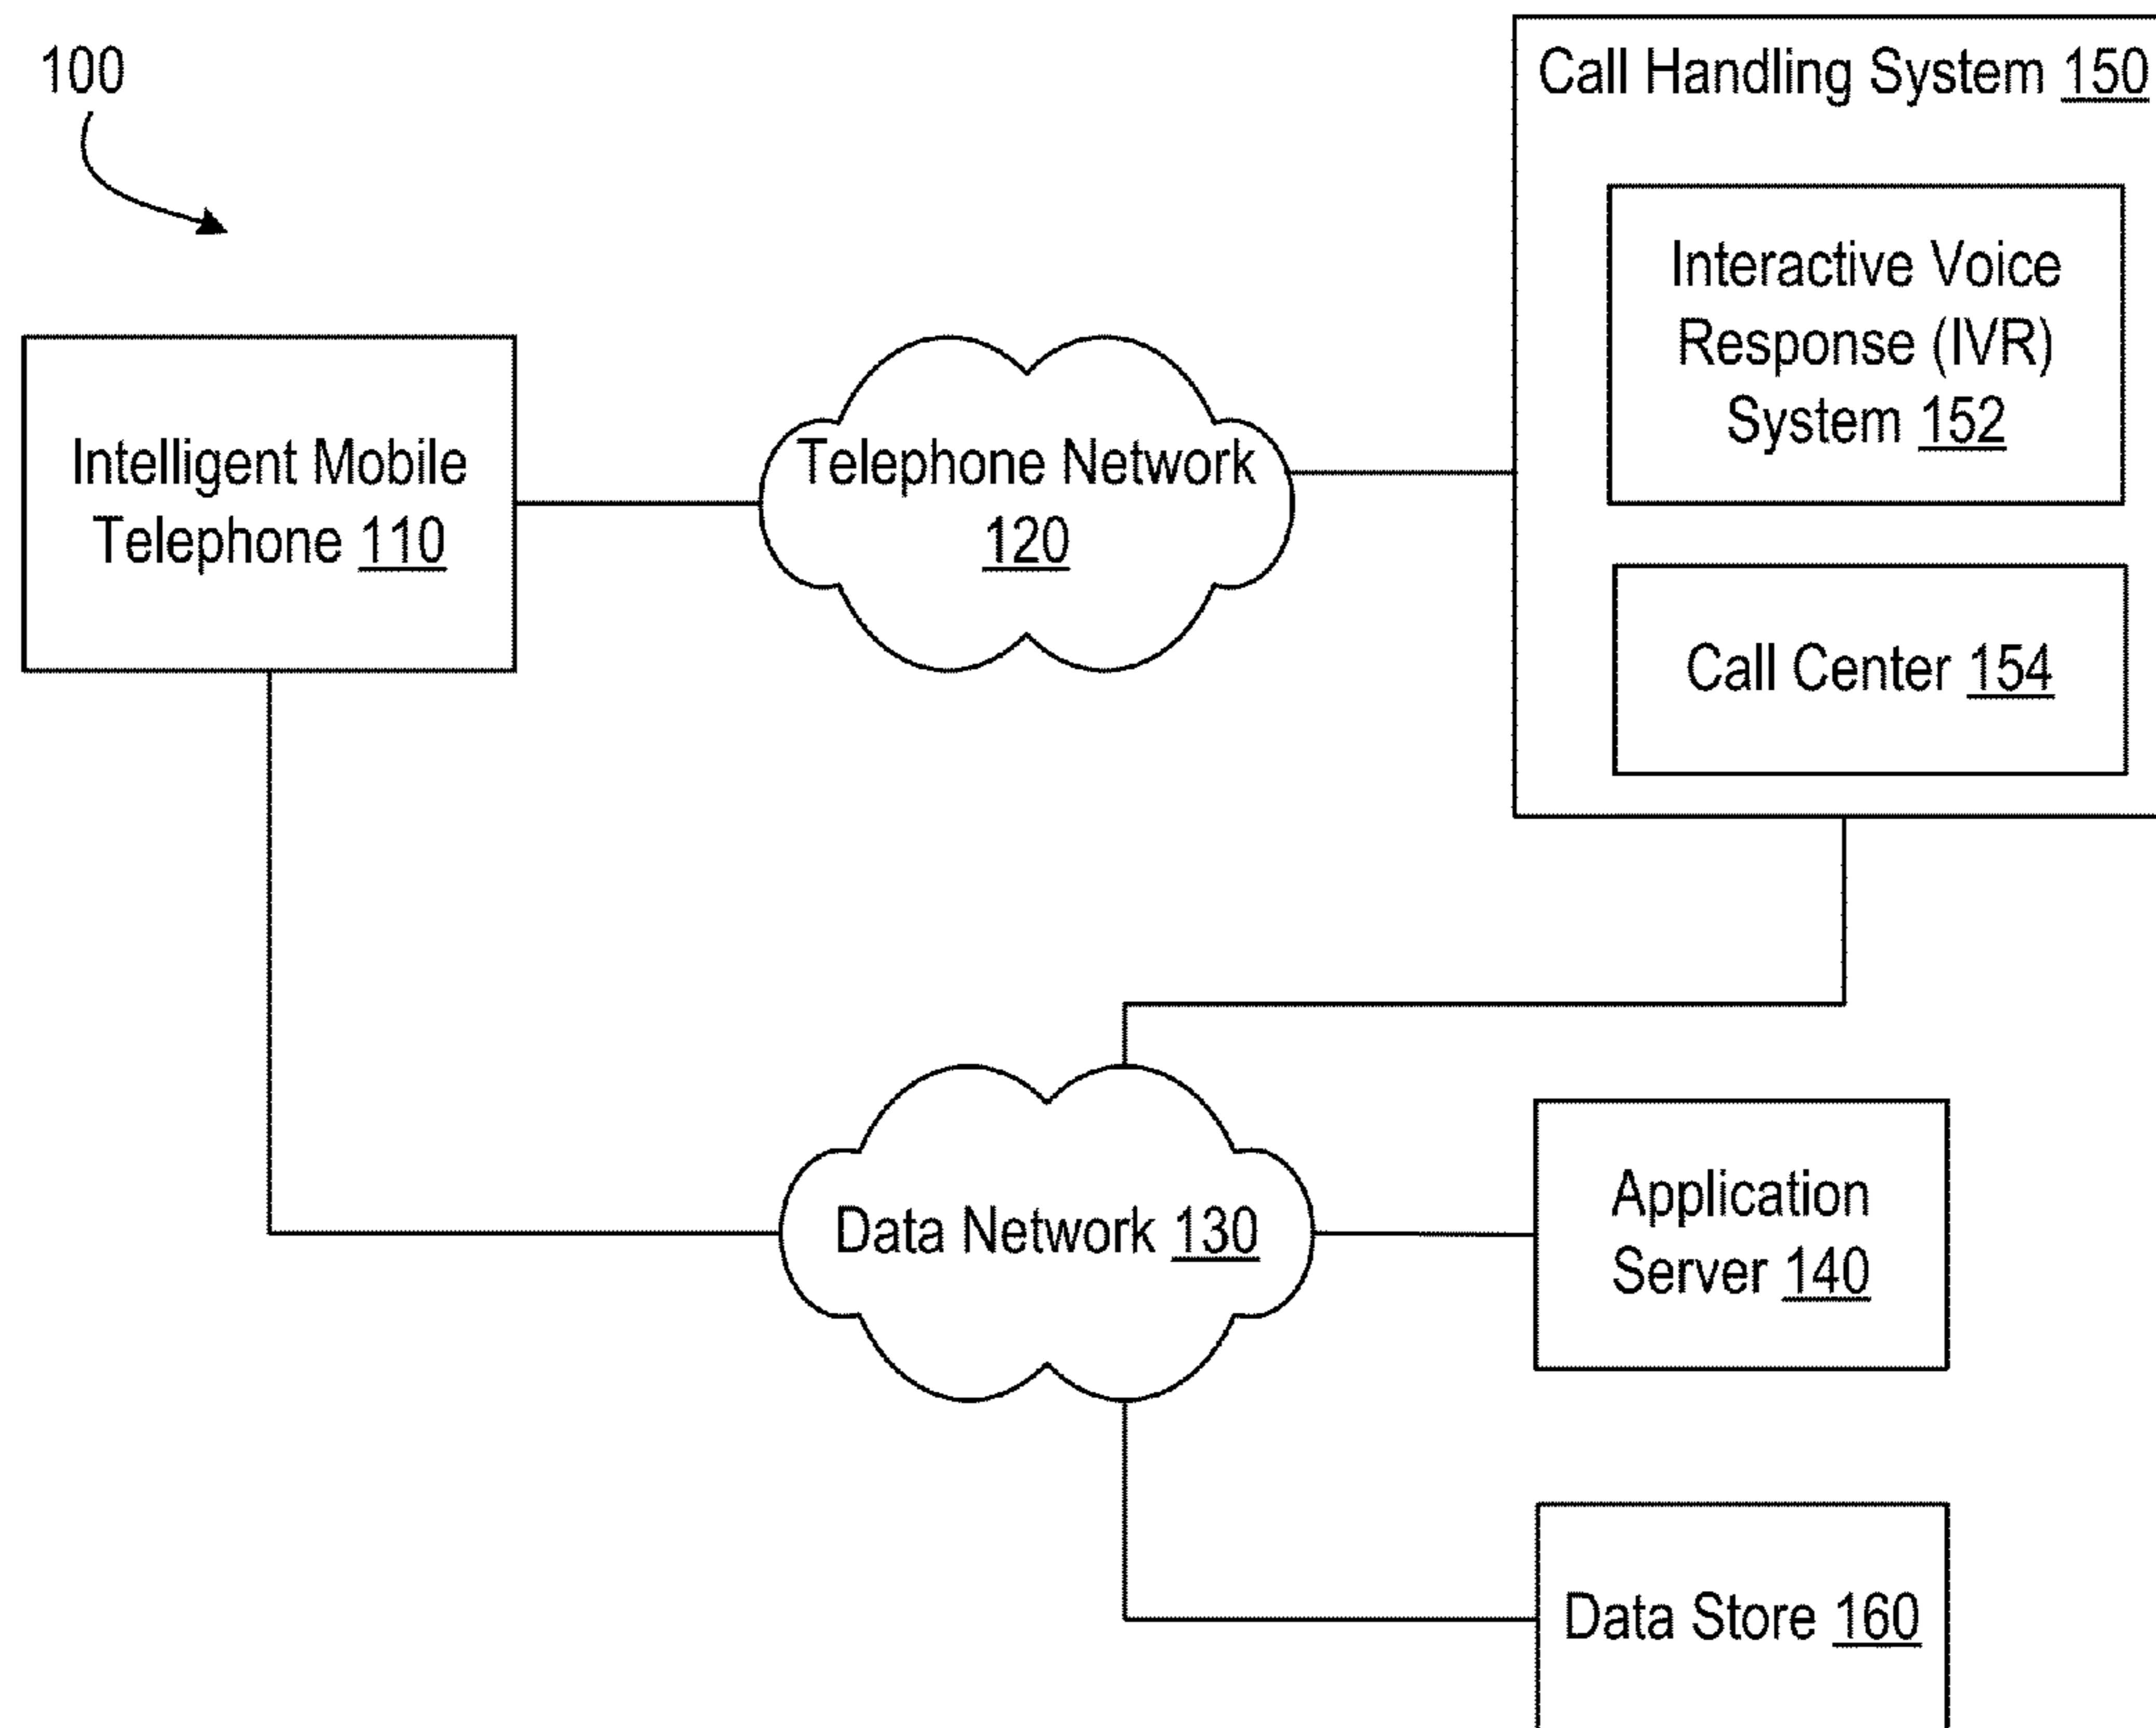 100
Call Handling System 150
Interactive Voice
Response (IVR)
System 152
Intelligent Mobile
Telephone 110
Telephone Network
120
Call Center 154
Data Network 130
Application
Server 140
Data Store 160